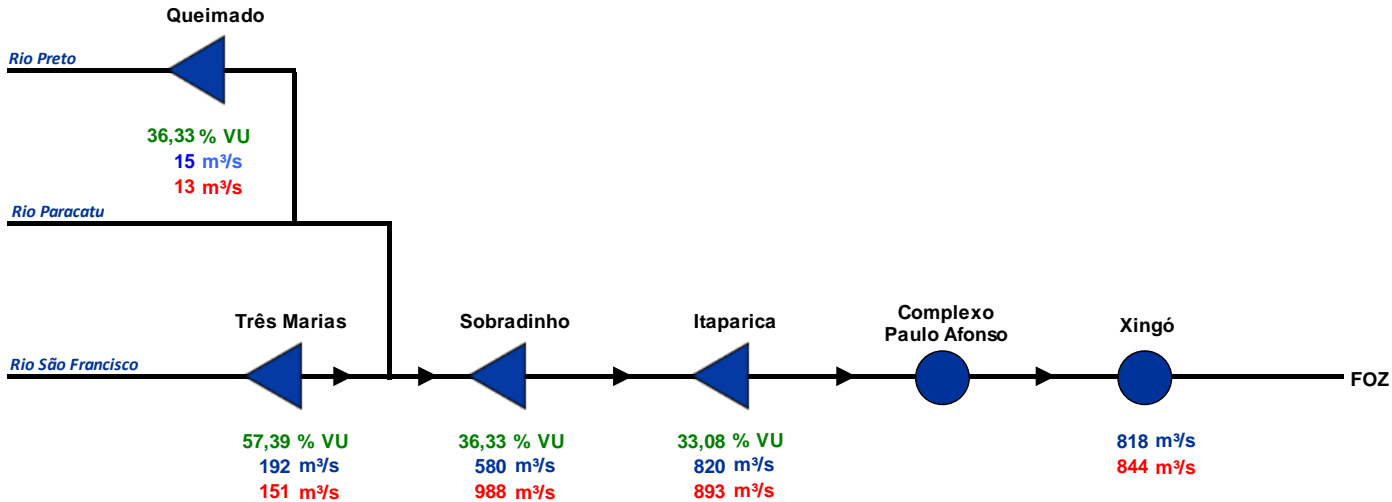 Queimado
Rio Preto
36,33 % VU
15 m³/s
13 m³/s
Rio Paracatu
Três Marias
Sobradinho
Itaparica
Complexo
Paulo Afonso
Xingó
Rio São Francisco
FOZ
57,39 % VU
192 m³/s
151 m³/s
36,33 % VU
580 m³/s
988 m³/s
33,08 % VU
820 m³/s
893 m³/s
818 m³/s
844 m³/s